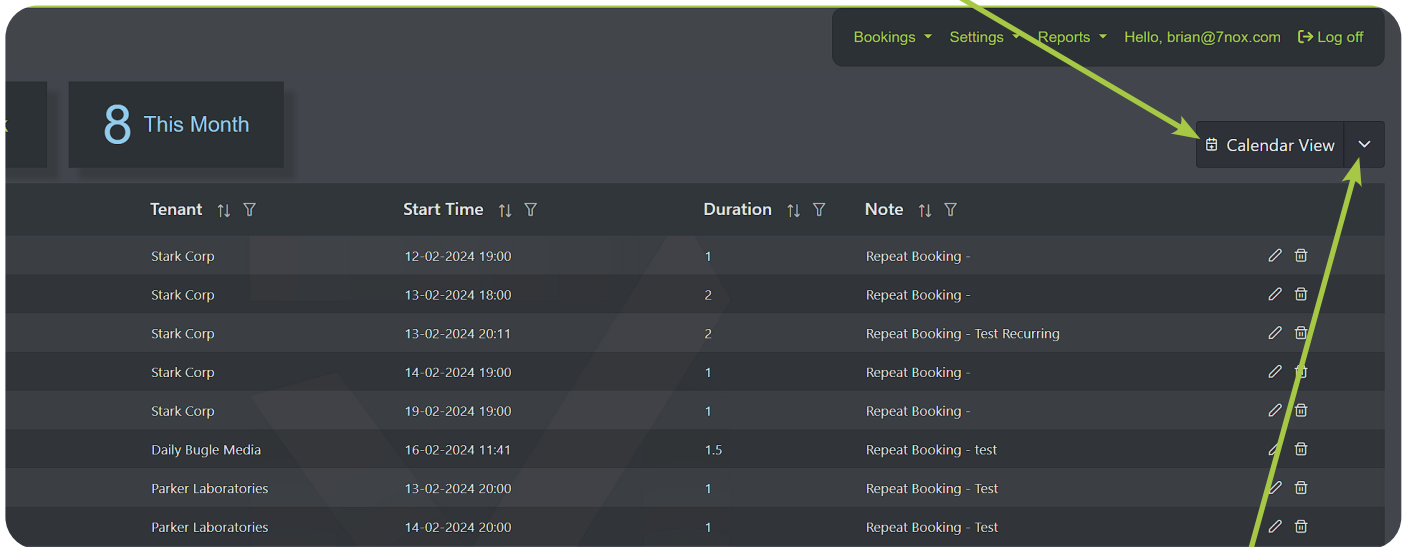 Bookings Settings Reports Hello, brian@7nox.com Log off
8 This Month
Calendar View
Tenant Start Time Duration Note
Stark Corp 12-02-2024 19:00 1 Repeat Booking -
Stark Corp 13-02-2024 18:00 2 Repeat Booking -
Stark Corp 13-02-2024 20:11 2 Repeat Booking - Test Recurring
Stark Corp 14-02-2024 19:00 1 Repeat Booking -
Stark Corp 19-02-2024 19:00 1 Repeat Booking -
Daily Bugle Media 16-02-2024 11:41 1.5 Repeat Booking - test
Parker Laboratories 13-02-2024 20:00 1 Repeat Booking - Test
Parker Laboratories 14-02-2024 20:00 1 Repeat Booking - Test